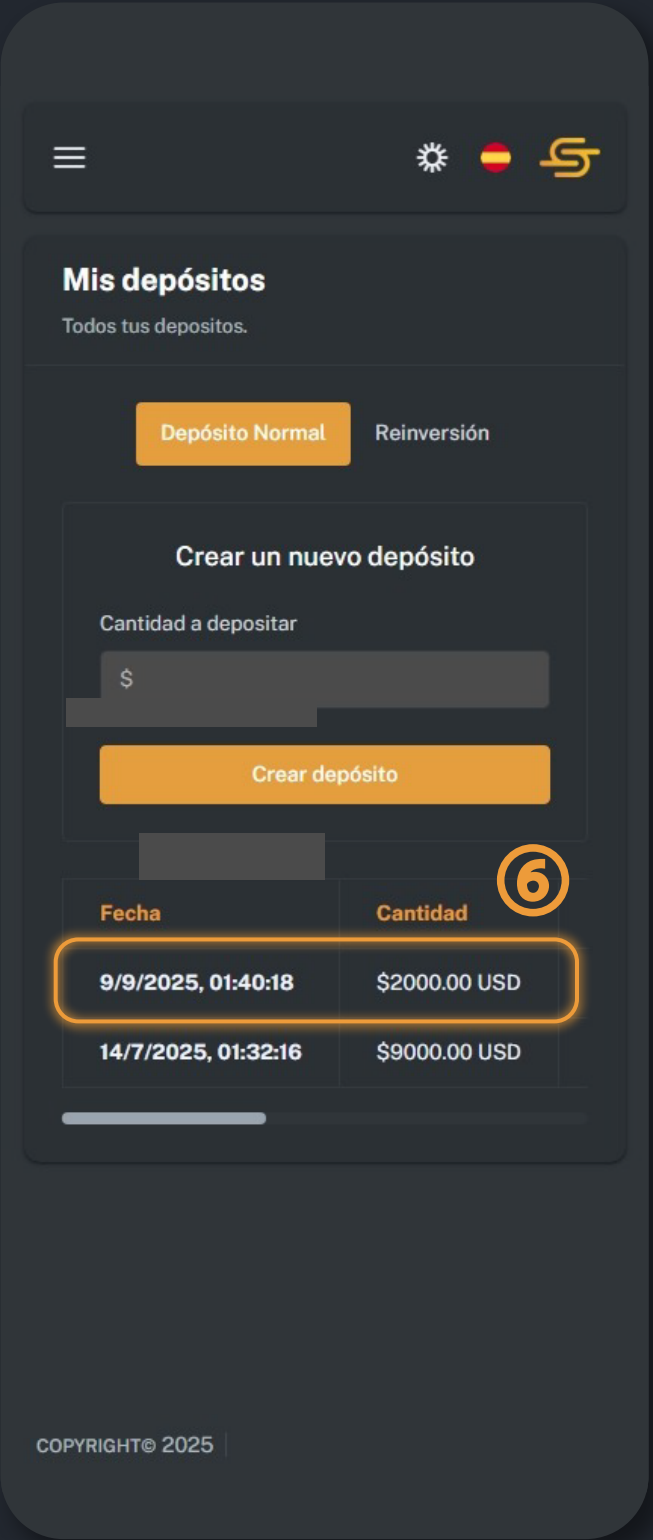 Mis depósitos
Todos tus depositos.
Depósito Normal Reinversión
Crear un nuevo depósito
Cantidad a depositar
$
Crear depósito
6
Fecha Cantidad
9/9/2025, 01:40:18 $2000.00 USD
14/7/2025, 01:32:16 $9000.00 USD
COPYRIGHT© 2025